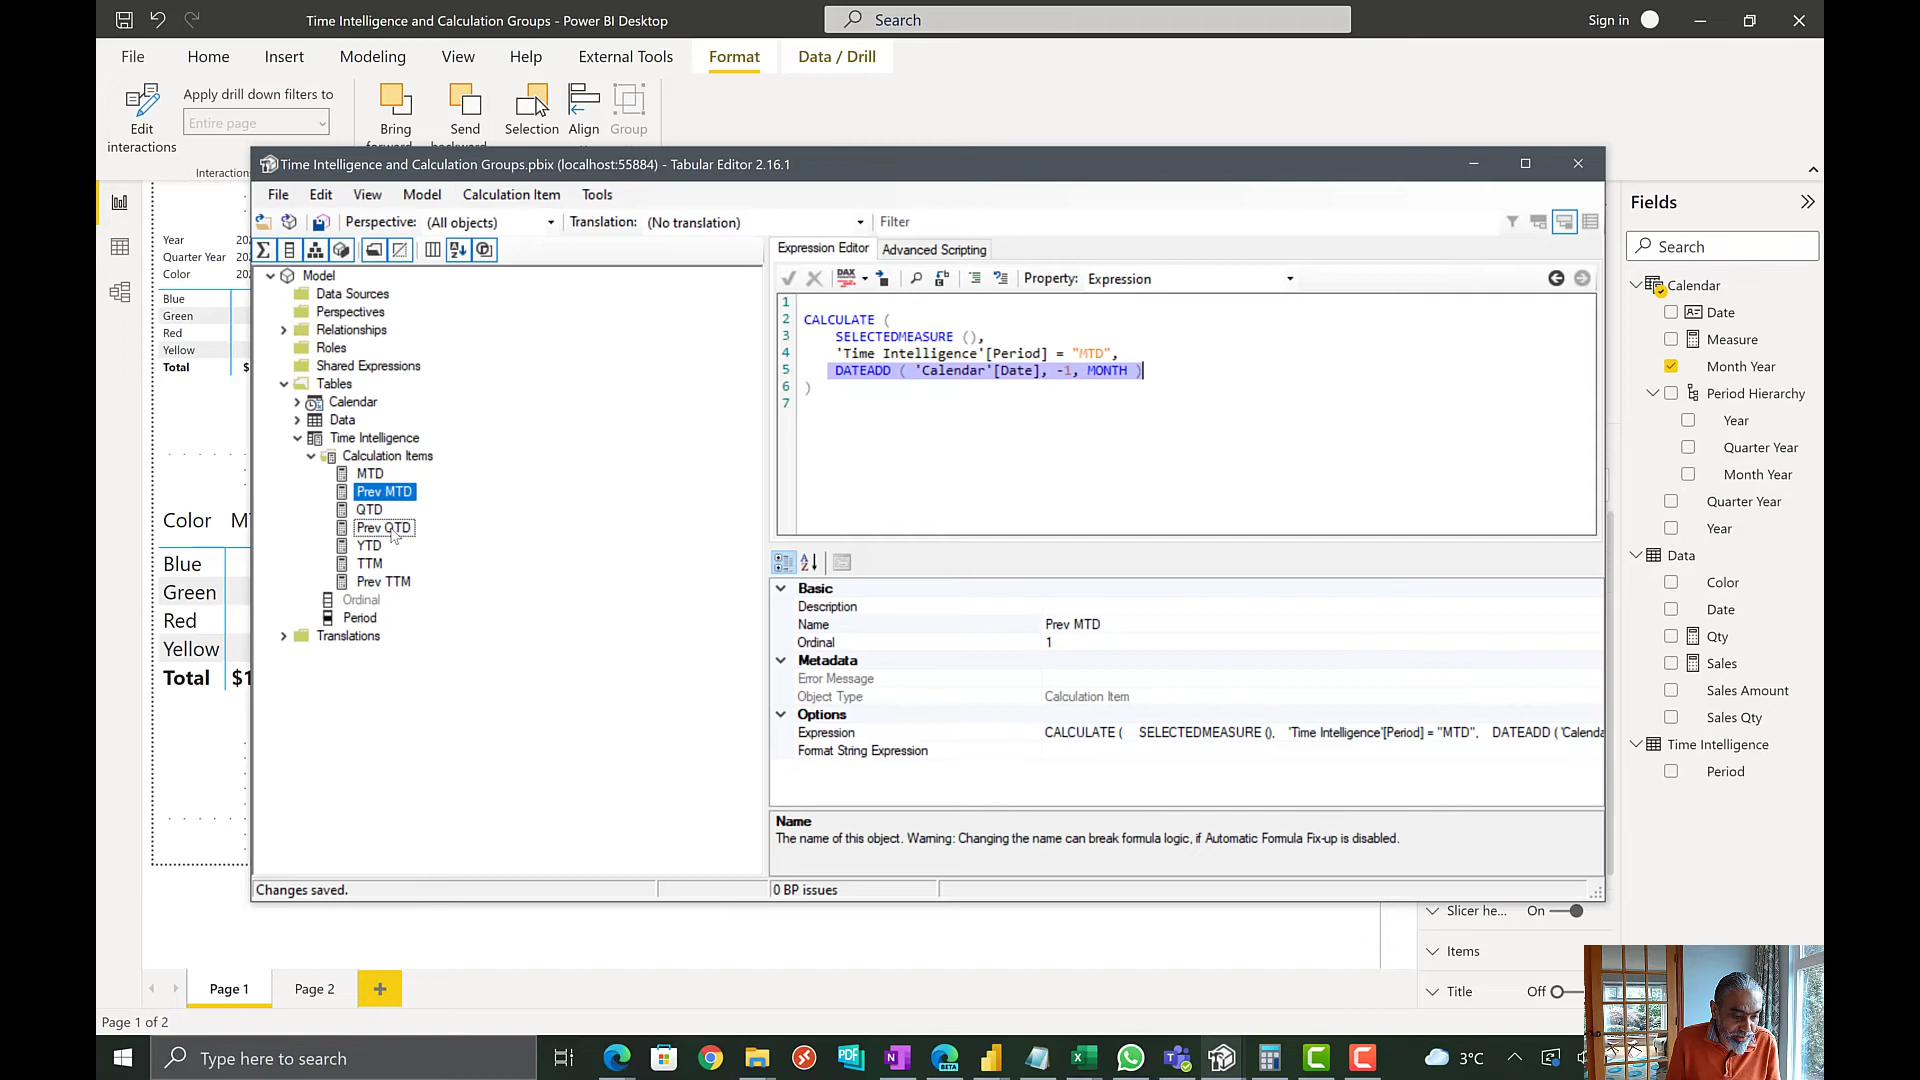 Time Intelligence and Calculation Groups - Power BI Desktop
Search
Sign in
File Home Insert Modeling View Help External Tools Format Data / Drill
Edit interactions
Apply drill down filters to
Entire page
Bring
Send
Selection
Align
Group
Interactions
Time Intelligence and Calculation Groups.pbix (localhost:55884) - Tabular Editor 2.16.1
File Edit View Model Calculation Item Tools
Perspective: (All objects) Translation: (No translation) Filter
Expression Editor Advanced Scripting
Property: Expression
1
2 CALCULATE (
3 SELECTEDMEASURE (),
4 'Time Intelligence'[Period] = "MTD",
5 DATEADD ( 'Calendar'[Date], -1, MONTH )
6 )
7
Model
Data Sources
Perspectives
Relationships
Roles
Shared Expressions
Tables
Calendar
Data
Time Intelligence
Calculation Items
MTD
Prev MTD
QTD
Prev QTD
YTD
TTM
Prev TTM
Ordinal
Period
Translations
Basic
Description
Name Prev MTD
Ordinal 1
Metadata
Error Message
Object Type Calculation Item
Options
Expression CALCULATE ( SELECTEDMEASURE (), 'Time Intelligence'[Period] = "MTD", DATEADD ( 'Calenda
Format String Expression
Name
The name of this object. Warning: Changing the name can break formula logic, if Automatic Formula Fix-up is disabled.
Changes saved.
0 BP issues
Year
Quarter Year
Color
Blue
Green
Red
Yellow
Total
Color
Blue
Green
Red
Yellow
Total $1
Fields
Search
Calendar
Date
Measure
Month Year
Period Hierarchy
Year
Quarter Year
Month Year
Quarter Year
Year
Data
Color
Date
Qty
Sales
Sales Amount
Sales Qty
Time Intelligence
Period
Slicer he... On
Items
Title Off
Page 1 Page 2
Page 1 of 2
Type here to search
3°C